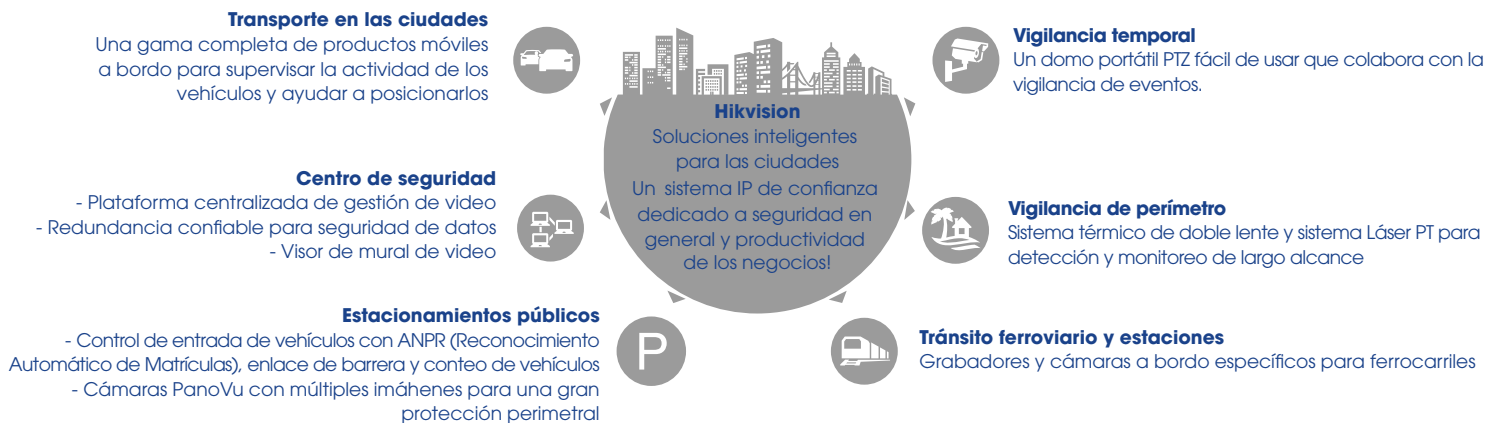 Transporte en las ciudades
Una gama completa de productos móviles
a bordo para supervisar la actividad de los
vehículos y ayudar a posicionarlos
Centro de seguridad
- Plataforma centralizada de gestión de video
- Redundancia confiable para seguridad de datos
- Visor de mural de video
Estacionamientos públicos
- Control de entrada de vehículos con ANPR (Reconocimiento
Automático de Matrículas), enlace de barrera y conteo de vehículos
- Cámaras PanoVu con múltiples imáhenes para una gran
protección perimetral
P
Hikvision
Soluciones inteligentes
para las ciudades
Un sistema IP de confianza
dedicado a seguridad en
general y productividad
de los negocios!
Vigilancia temporal
Un domo portátil PTZ fácil de usar que colabora con la
vigilancia de eventos.
Vigilancia de perímetro
Sistema térmico de doble lente y sistema Láser PT para
detección y monitoreo de largo alcance
Tránsito ferroviario y estaciones
Grabadores y cámaras a bordo específicos para ferrocarriles